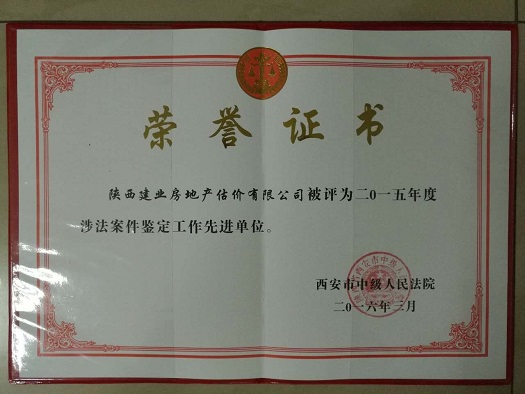 荣誉证书
陕西建业房地产估价有限公司被评为二0一五年度
涉法案件鉴定工作先进单位。
西安市中级人民法院
二0一六年三月